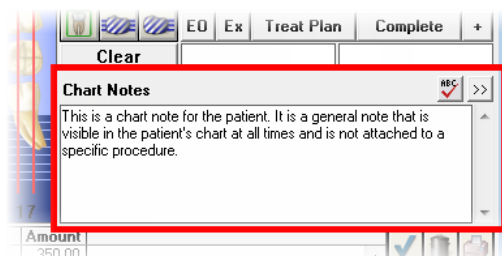 EO Ex Treat Plan Complete +
Clear
Chart Notes ABC >>
This is a chart note for the patient. It is a general note that is
visible in the patient's chart at all times and is not attached to a
specific procedure.
17
Amount
350.00